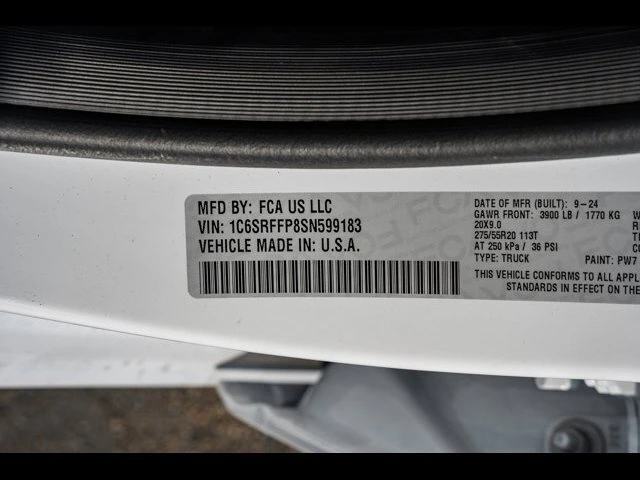 MFD BY: FCA US LLC
VIN: 1C6SRFFP8SN599183
VEHICLE MADE IN: U.S.A.
DATE OF MFR (BUILT): 9-24
GAWR FRONT: 3900 LB / 1770 KG
20X9.0
275/55R20 113T
AT 250 kPa / 36 PSI
TYPE: TRUCK PAINT: PW7
THIS VEHICLE CONFORMS TO ALL APPL
STANDARDS IN EFFECT ON THE